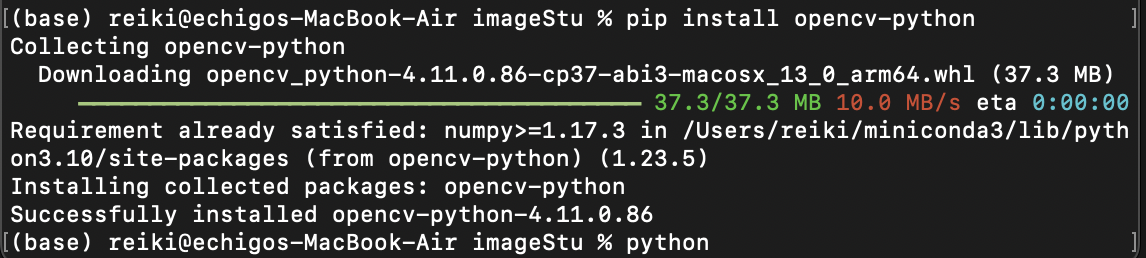 [(base) reiki@echigos-MacBook-Air imageStu % pip install opencv-python ]
Collecting opencv-python
  Downloading opencv_python-4.11.0.86-cp37-abi3-macosx_13_0_arm64.whl (37.3 MB)
     ━━━━━━━━━━━━━━━━━━━━━━━━━━━━━━━━━━━━━━━━ 37.3/37.3 MB 10.0 MB/s eta 0:00:00
Requirement already satisfied: numpy>=1.17.3 in /Users/reiki/miniconda3/lib/pyth
on3.10/site-packages (from opencv-python) (1.23.5)
Installing collected packages: opencv-python
Successfully installed opencv-python-4.11.0.86
[(base) reiki@echigos-MacBook-Air imageStu % python ]